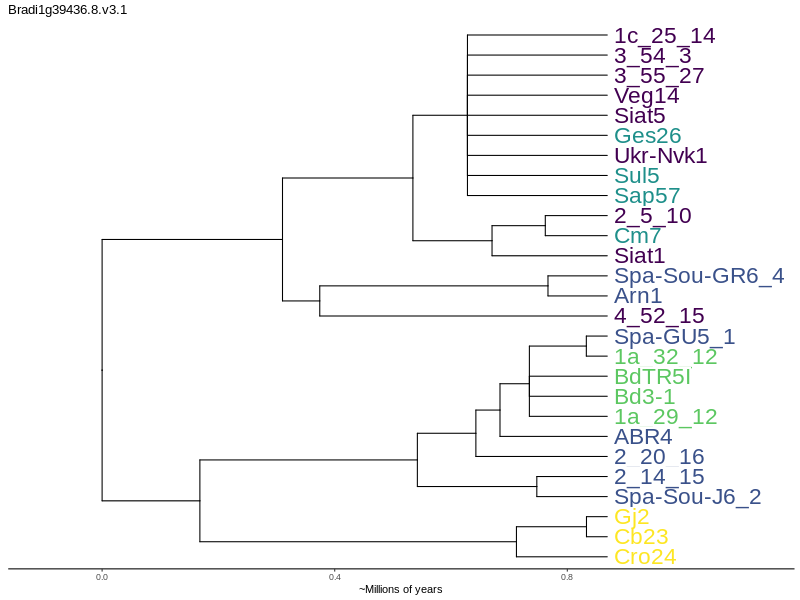 Bradi1g39436.8.v3.1
1c_25_14
3_54_3
3_55_27
Veg14
Siat5
Ges26
Ukr-Nvk1
Sul5
Sap57
2_5_10
Cm7
Siat1
Spa-Sou-GR6_4
Arn1
4_52_15
Spa-GU5_1
1a_32_12
BdTR5I
Bd3-1
1a_29_12
ABR4
2_20_16
2_14_15
Spa-Sou-J6_2
Gj2
Cb23
Cro24
0.0 0.4 0.8
~Millions of years